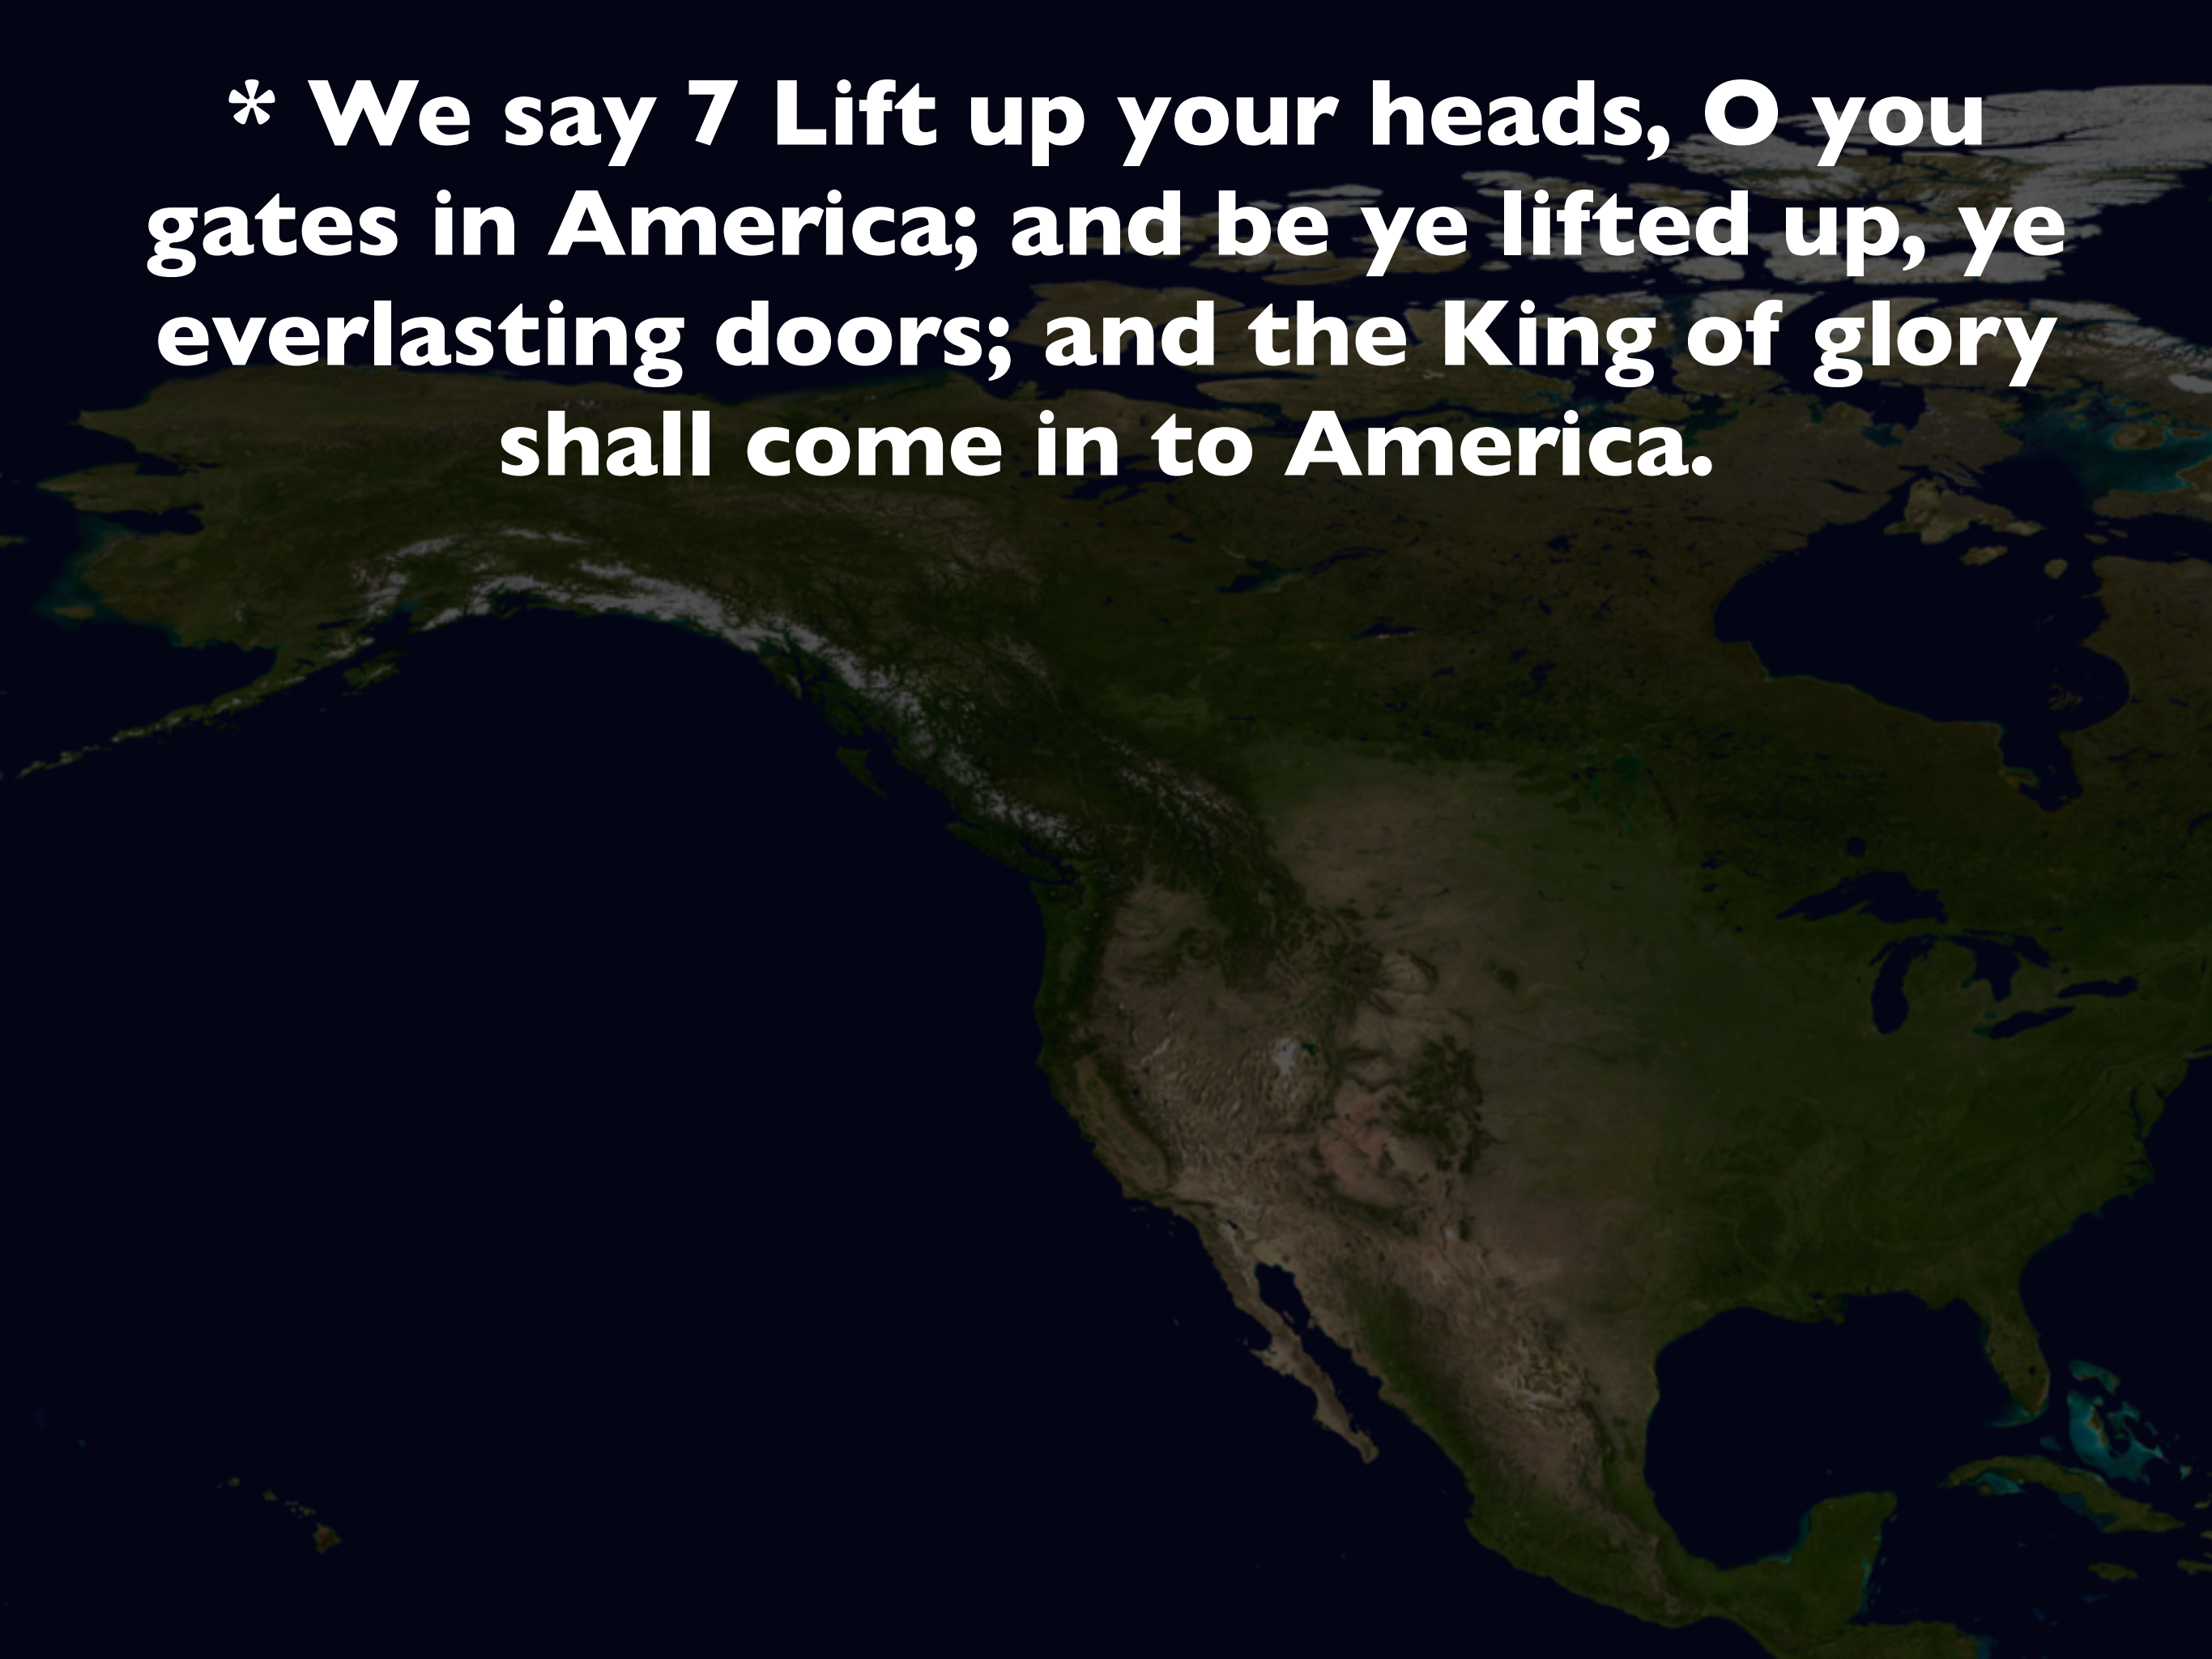 * We say 7 Lift up your heads, O you
gates in America; and be ye lifted up, ye
everlasting doors; and the King of glory
shall come in to America.